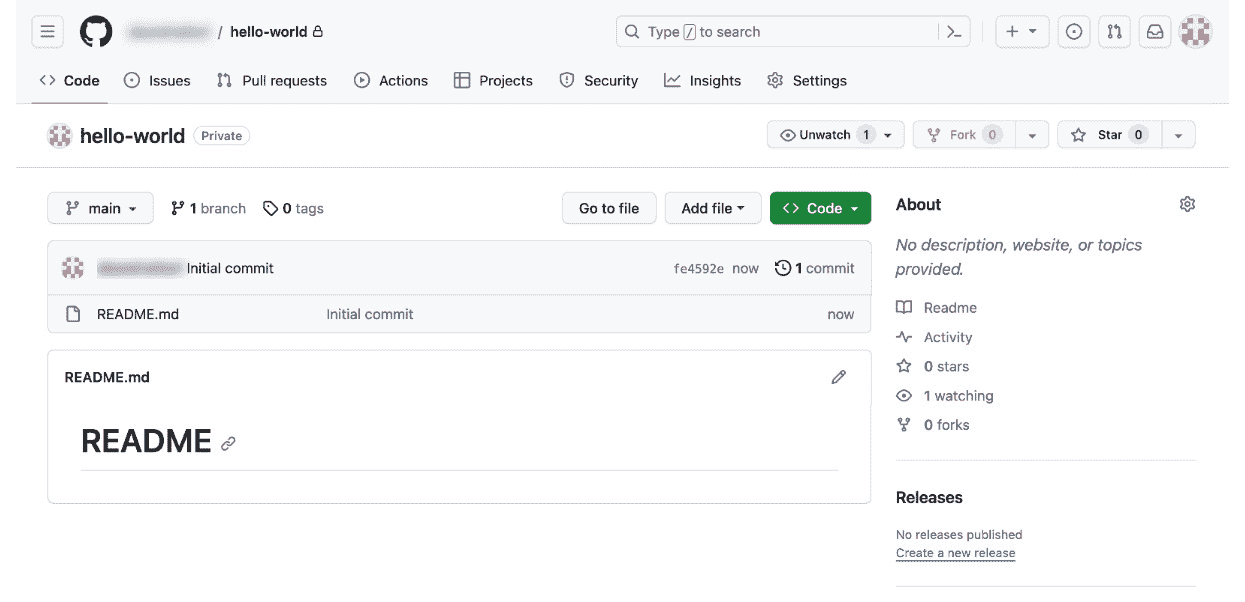 / hello-world
Type / to search
Code Issues Pull requests Actions Projects Security Insights Settings
hello-world Private
Unwatch 1 Fork 0 Star 0
main 1 branch 0 tags Go to file Add file Code
Initial commit fe4592e now 1 commit
README.md Initial commit now
README.md
README
About
No description, website, or topics
provided.
Readme
Activity
0 stars
1 watching
0 forks
Releases
No releases published
Create a new release